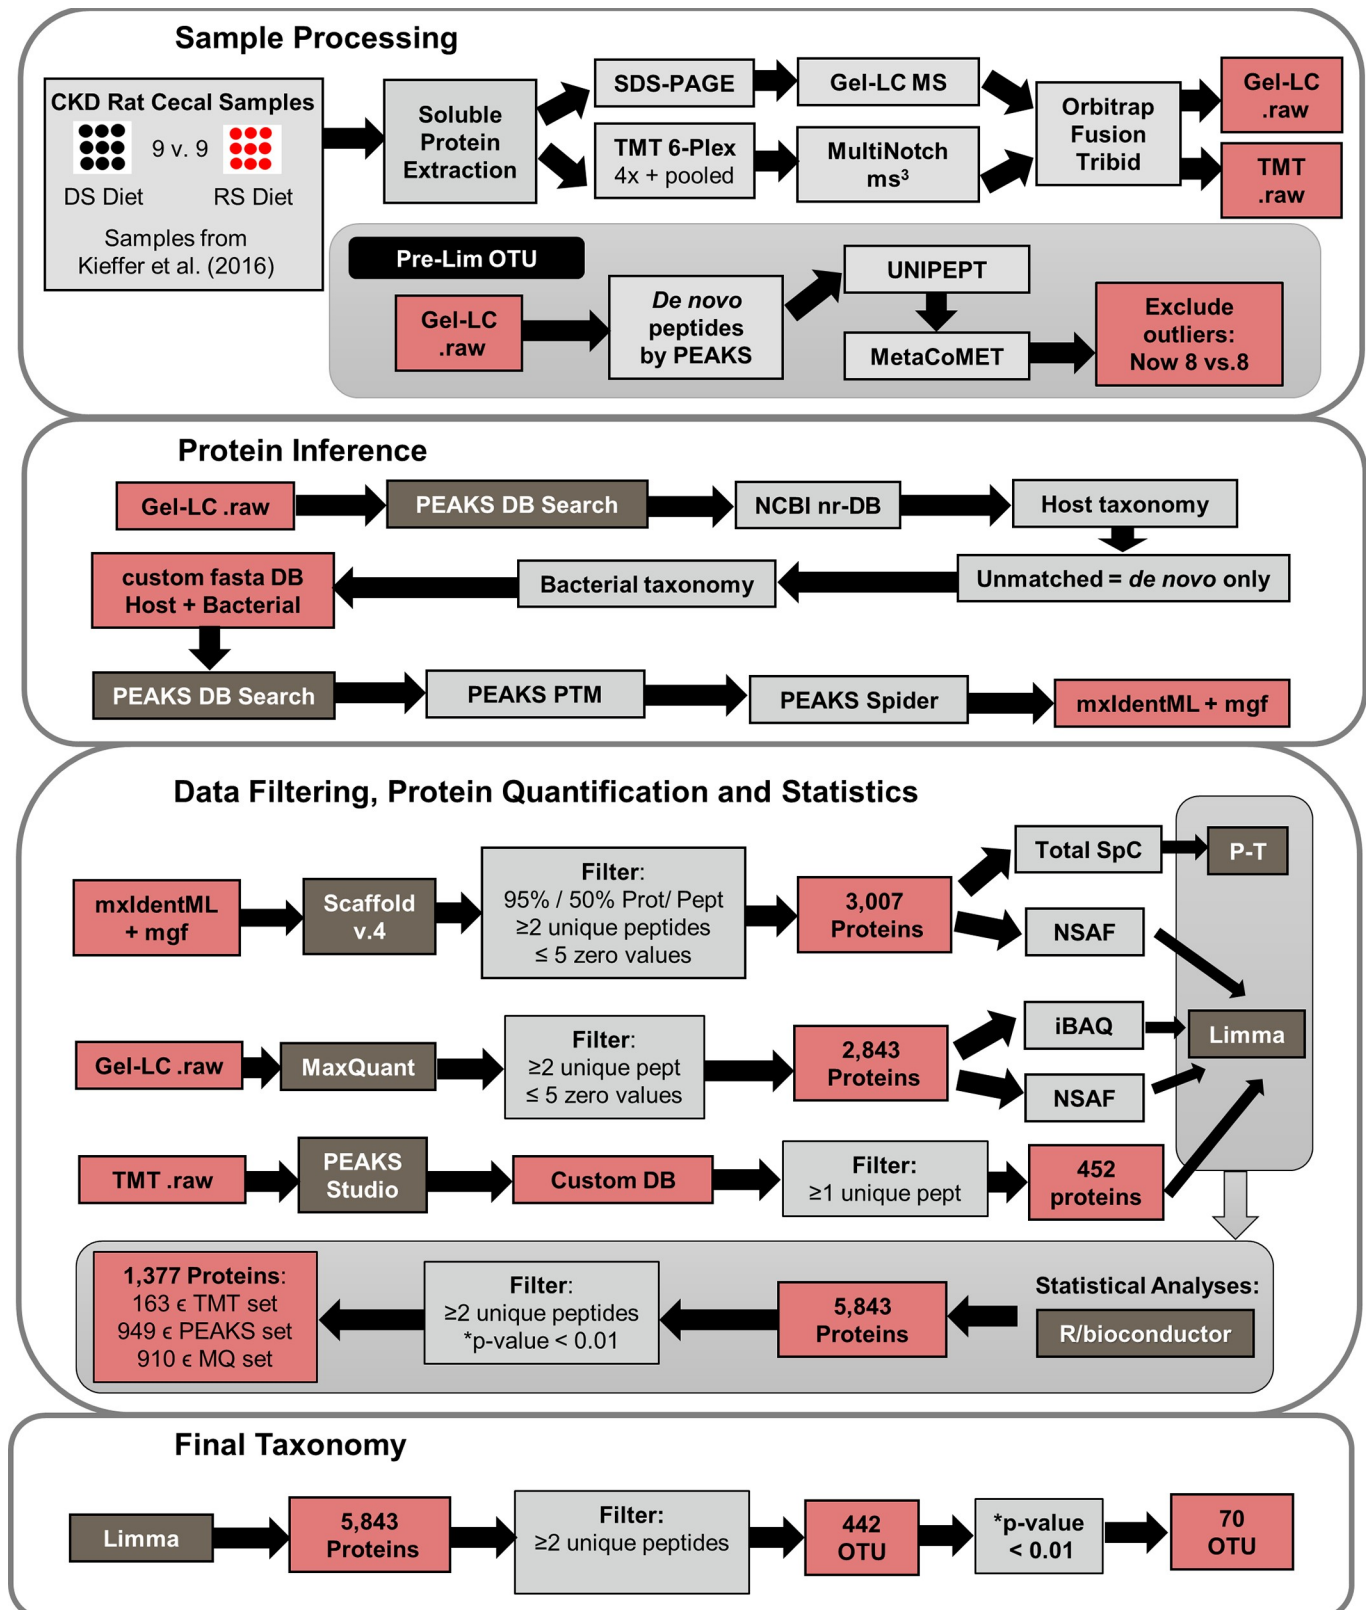 Sample Processing
CKD Rat Cecal Samples
9 v. 9
DS Diet
RS Diet
Samples from
Kieffer et al. (2016)
Soluble
Protein
Extraction
SDS-PAGE
Gel-LC MS
TMT 6-Plex
4x + pooled
MultiNotch
ms³
Orbitrap
Fusion
Tribid
Gel-LC
.raw
TMT
.raw
Pre-Lim OTU
Gel-LC
.raw
De novo
peptides
by PEAKS
UNIPEPT
MetaCoMET
Exclude
outliers:
Now 8 vs.8
Protein Inference
Gel-LC .raw
PEAKS DB Search
NCBI nr-DB
Host taxonomy
Unmatched = de novo only
Bacterial taxonomy
custom fasta DB
Host + Bacterial
PEAKS DB Search
PEAKS PTM
PEAKS Spider
mxIdentML + mgf
Data Filtering, Protein Quantification and Statistics
mxIdentML
+ mgf
Scaffold
v.4
Filter:
95% / 50% Prot/ Pept
≥2 unique peptides
≤ 5 zero values
3,007
Proteins
Total SpC
NSAF
P-T
Gel-LC .raw
MaxQuant
Filter:
≥2 unique pept
≤ 5 zero values
2,843
Proteins
iBAQ
NSAF
Limma
TMT .raw
PEAKS
Studio
Custom DB
Filter:
≥1 unique pept
452
proteins
1,377 Proteins:
163 ϵ TMT set
949 ϵ PEAKS set
910 ϵ MQ set
Filter:
≥2 unique peptides
*p-value < 0.01
5,843
Proteins
Statistical Analyses:
R/bioconductor
Final Taxonomy
Limma
5,843
Proteins
Filter:
≥2 unique peptides
442
OTU
*p-value
< 0.01
70
OTU